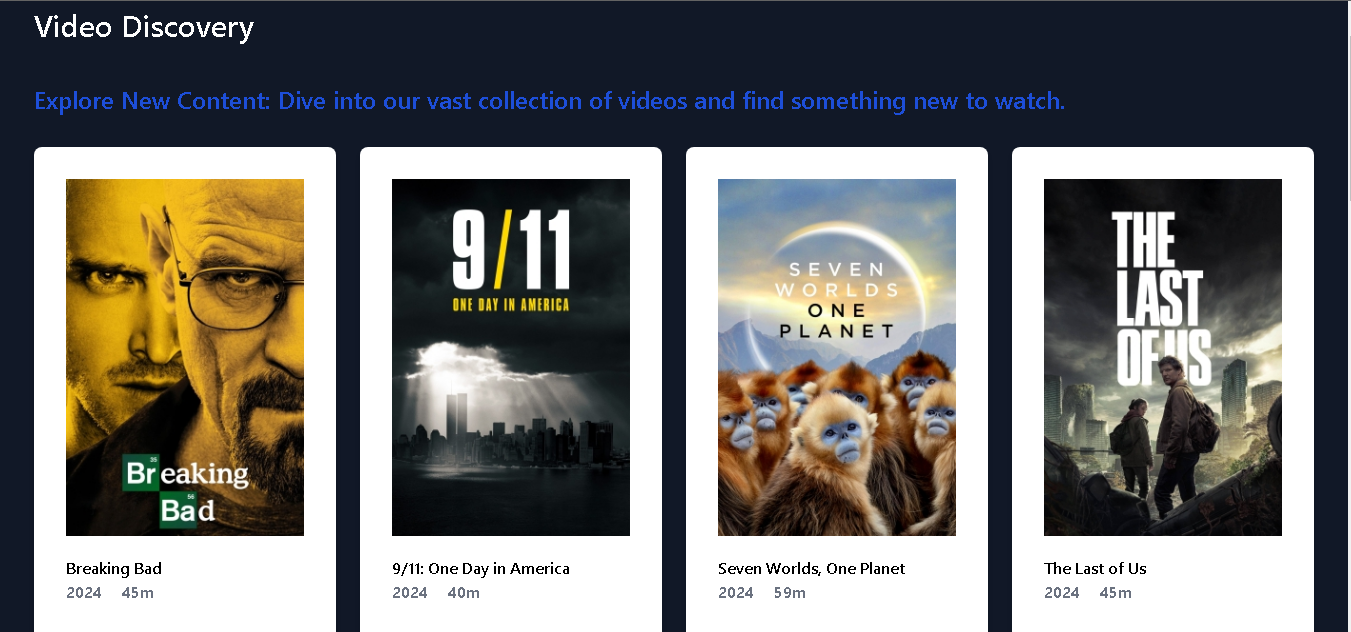 Video Discovery
Explore New Content: Dive into our vast collection of videos and find something new to watch.
35
Breaking
56
Bad
9/11
ONE DAY IN AMERICA
SEVEN
WORLDS
ONE
PLANET
THE
LAST
OF US
Breaking Bad
2024 45m
9/11: One Day in America
2024 40m
Seven Worlds, One Planet
2024 59m
The Last of Us
2024 45m